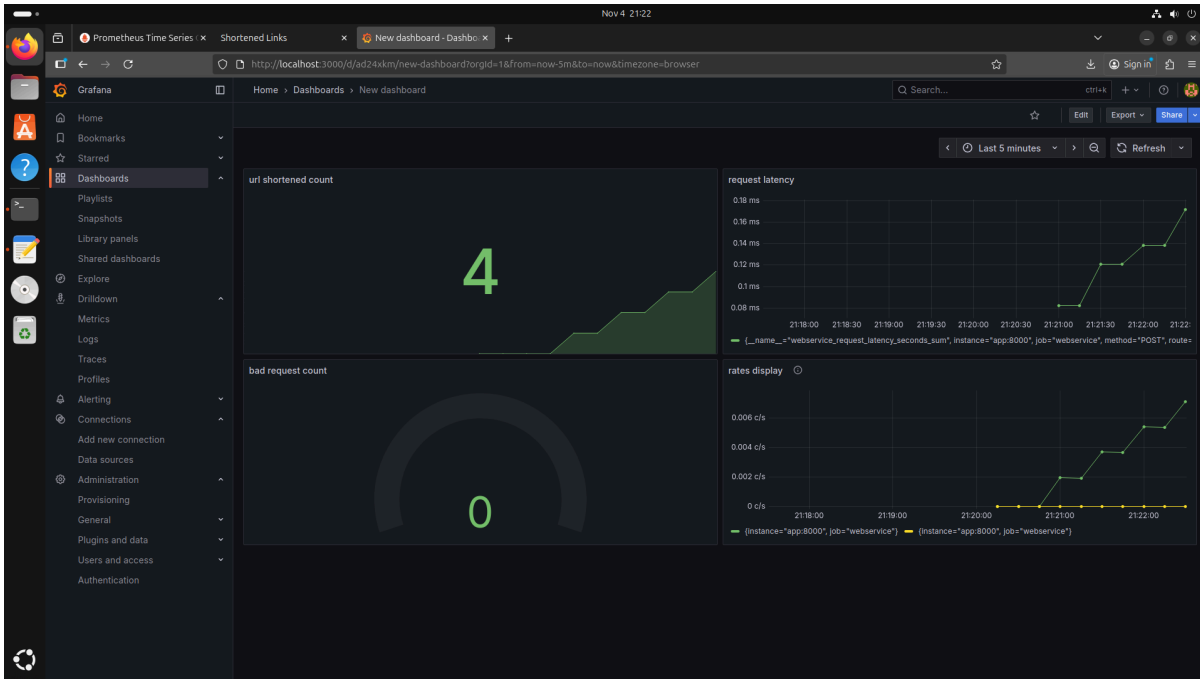 Nov 4 21:22
Prometheus Time Series
Shortened Links
New dashboard - Dashbo
http://localhost:3000/d/ad24xkm/new-dashboard?orgId=1&from=now-5m&to=now&timezone=browser
Sign in
Grafana
Home › Dashboards › New dashboard
Search...
ctrl+k
Edit
Export
Share
Last 5 minutes
Refresh
Home
Bookmarks
Starred
Dashboards
Playlists
Snapshots
Library panels
Shared dashboards
Explore
Drilldown
Metrics
Logs
Traces
Profiles
Alerting
Connections
Add new connection
Data sources
Administration
Provisioning
General
Plugins and data
Users and access
Authentication
url shortened count
4
request latency
0.18 ms
0.16 ms
0.14 ms
0.12 ms
0.1 ms
0.08 ms
21:18:00 21:18:30 21:19:00 21:19:30 21:20:00 21:20:30 21:21:00 21:21:30 21:22:00 21:22:
{__name__="webservice_request_latency_seconds_sum", instance="app:8000", job="webservice", method="POST", route=
bad request count
0
rates display
0.006 c/s
0.004 c/s
0.002 c/s
0 c/s
21:18:00 21:19:00 21:20:00 21:21:00 21:22:00
{instance="app:8000", job="webservice"} {instance="app:8000", job="webservice"}